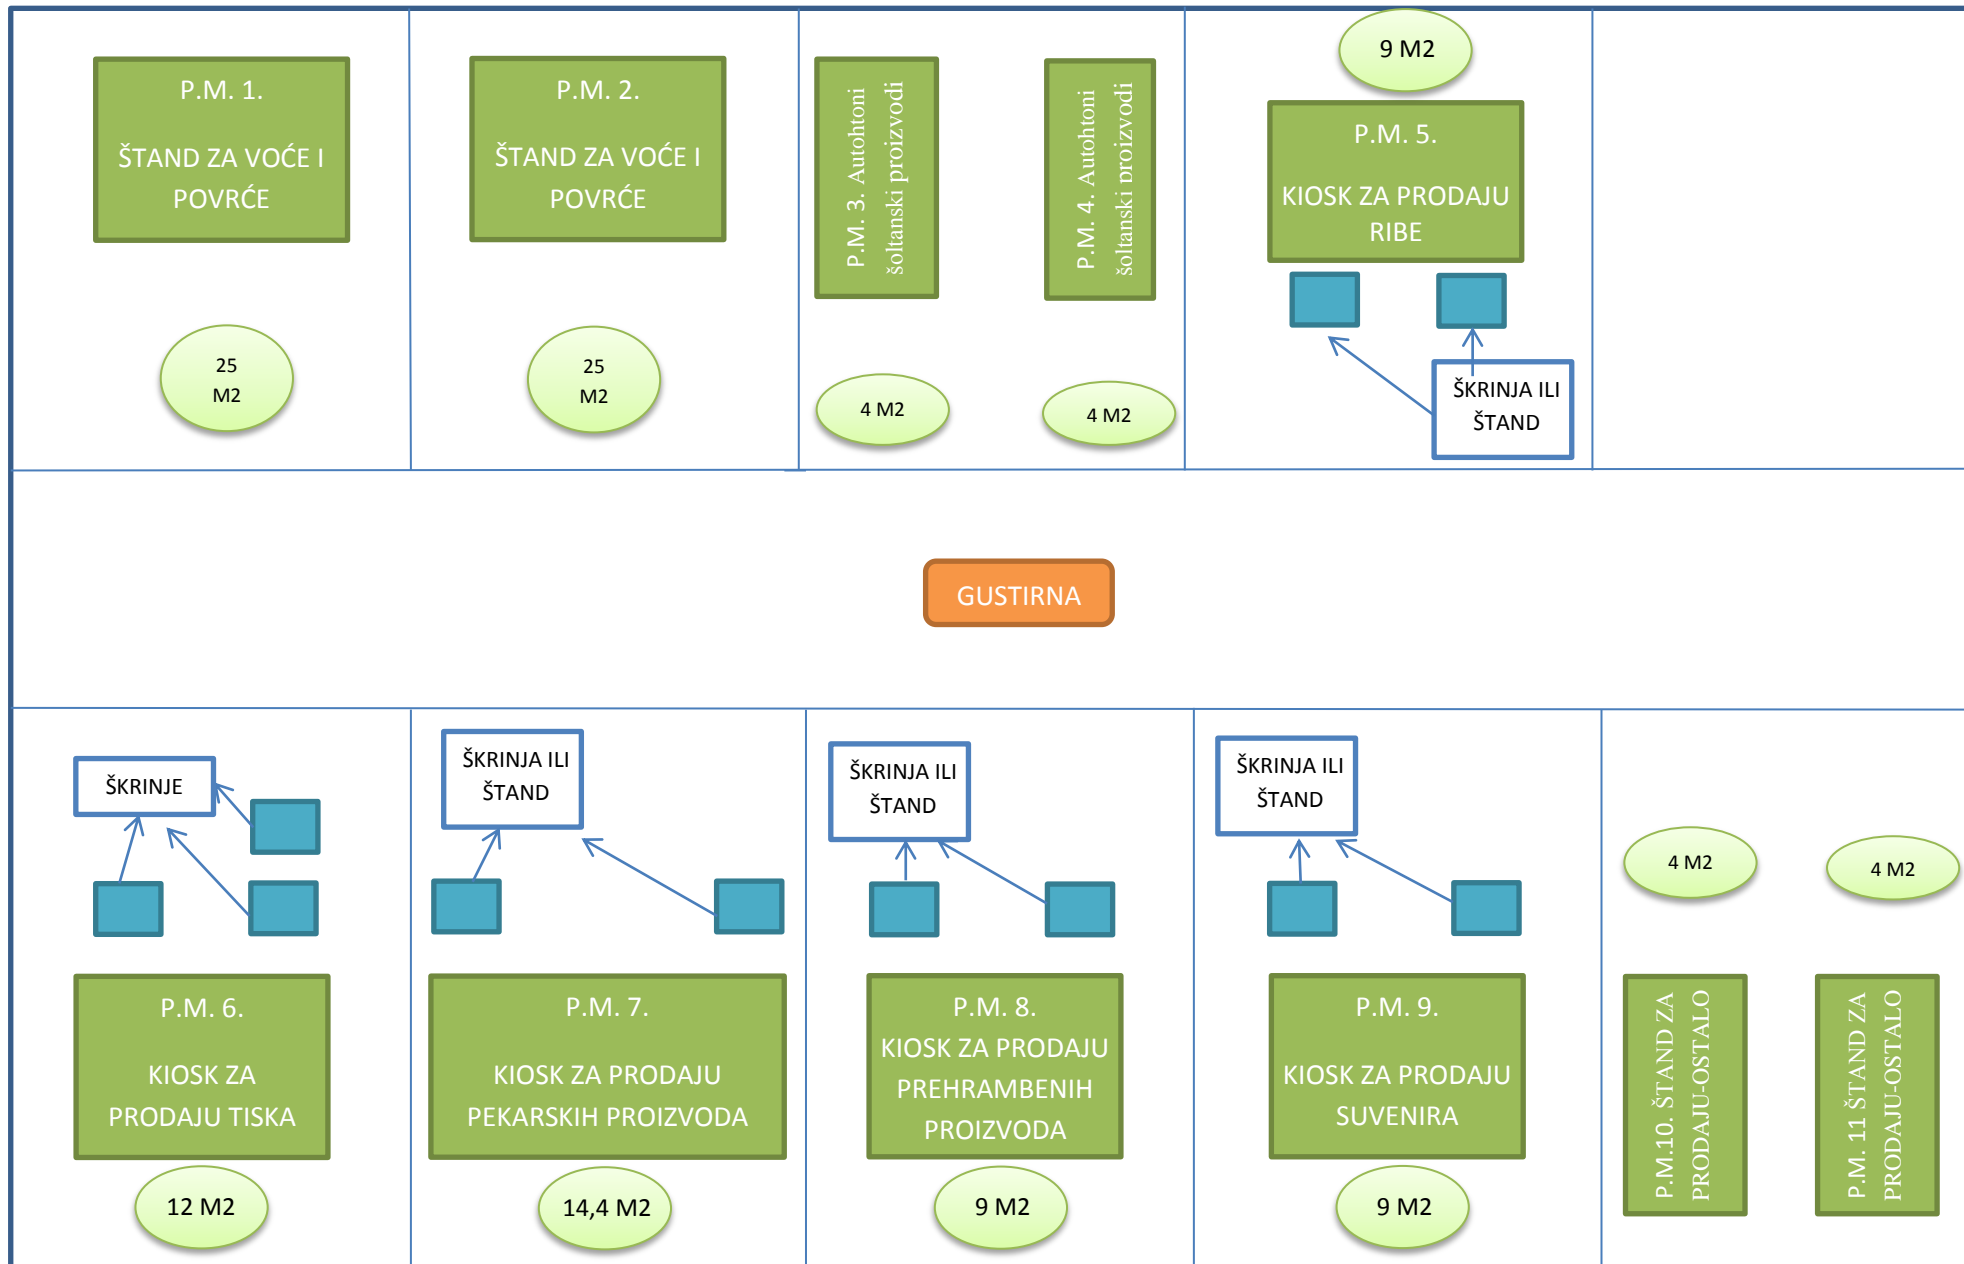 P.M. 1.
ŠTAND ZA VOĆE I
POVRĆE
25
M2
P.M. 2.
ŠTAND ZA VOĆE I
POVRĆE
25
M2
P.M. 3. Autohtoni
šoltanski proizvodi
4 M2
P.M. 4. Autohtoni
šoltanski proizvodi
4 M2
9 M2
P.M. 5.
KIOSK ZA PRODAJU
RIBE
ŠKRINJA ILI
ŠTAND
GUSTIRNA
ŠKRINJE
P.M. 6.
KIOSK ZA
PRODAJU TISKA
12 M2
ŠKRINJA ILI
ŠTAND
P.M. 7.
KIOSK ZA PRODAJU
PEKARSKIH PROIZVODA
14,4 M2
ŠKRINJA ILI
ŠTAND
P.M. 8.
KIOSK ZA PRODAJU
PREHRAMBENIH
PROIZVODA
9 M2
ŠKRINJA ILI
ŠTAND
P.M. 9.
KIOSK ZA PRODAJU
SUVENIRA
9 M2
4 M2
P.M.10. ŠTAND ZA
PRODAJU-OSTALO
4 M2
P.M. 11 ŠTAND ZA
PRODAJU-OSTALO